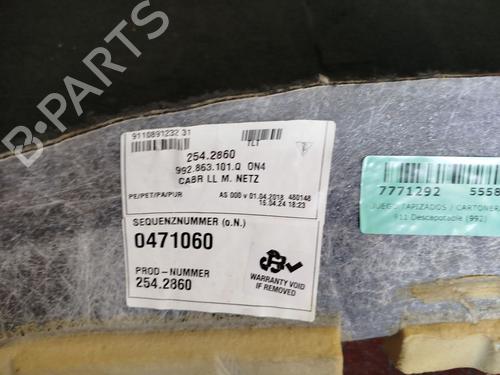 B-Parts
9110891232 31
TL1
254.2860
992.863.101.Q ON4
CABR LL M. NETZ
PE/PET/PA/PUR
AS 000 v 01.04.2018 480148
16.04.24 18:23
SEQUENZNUMMER (o.N.)
0471060
PROD-NUMMER
254.2860
WARRANTY VOID
IF REMOVED
7771292 5558
JUEGO TAPIZADOS / CARTONER
911 Descapotable (992)